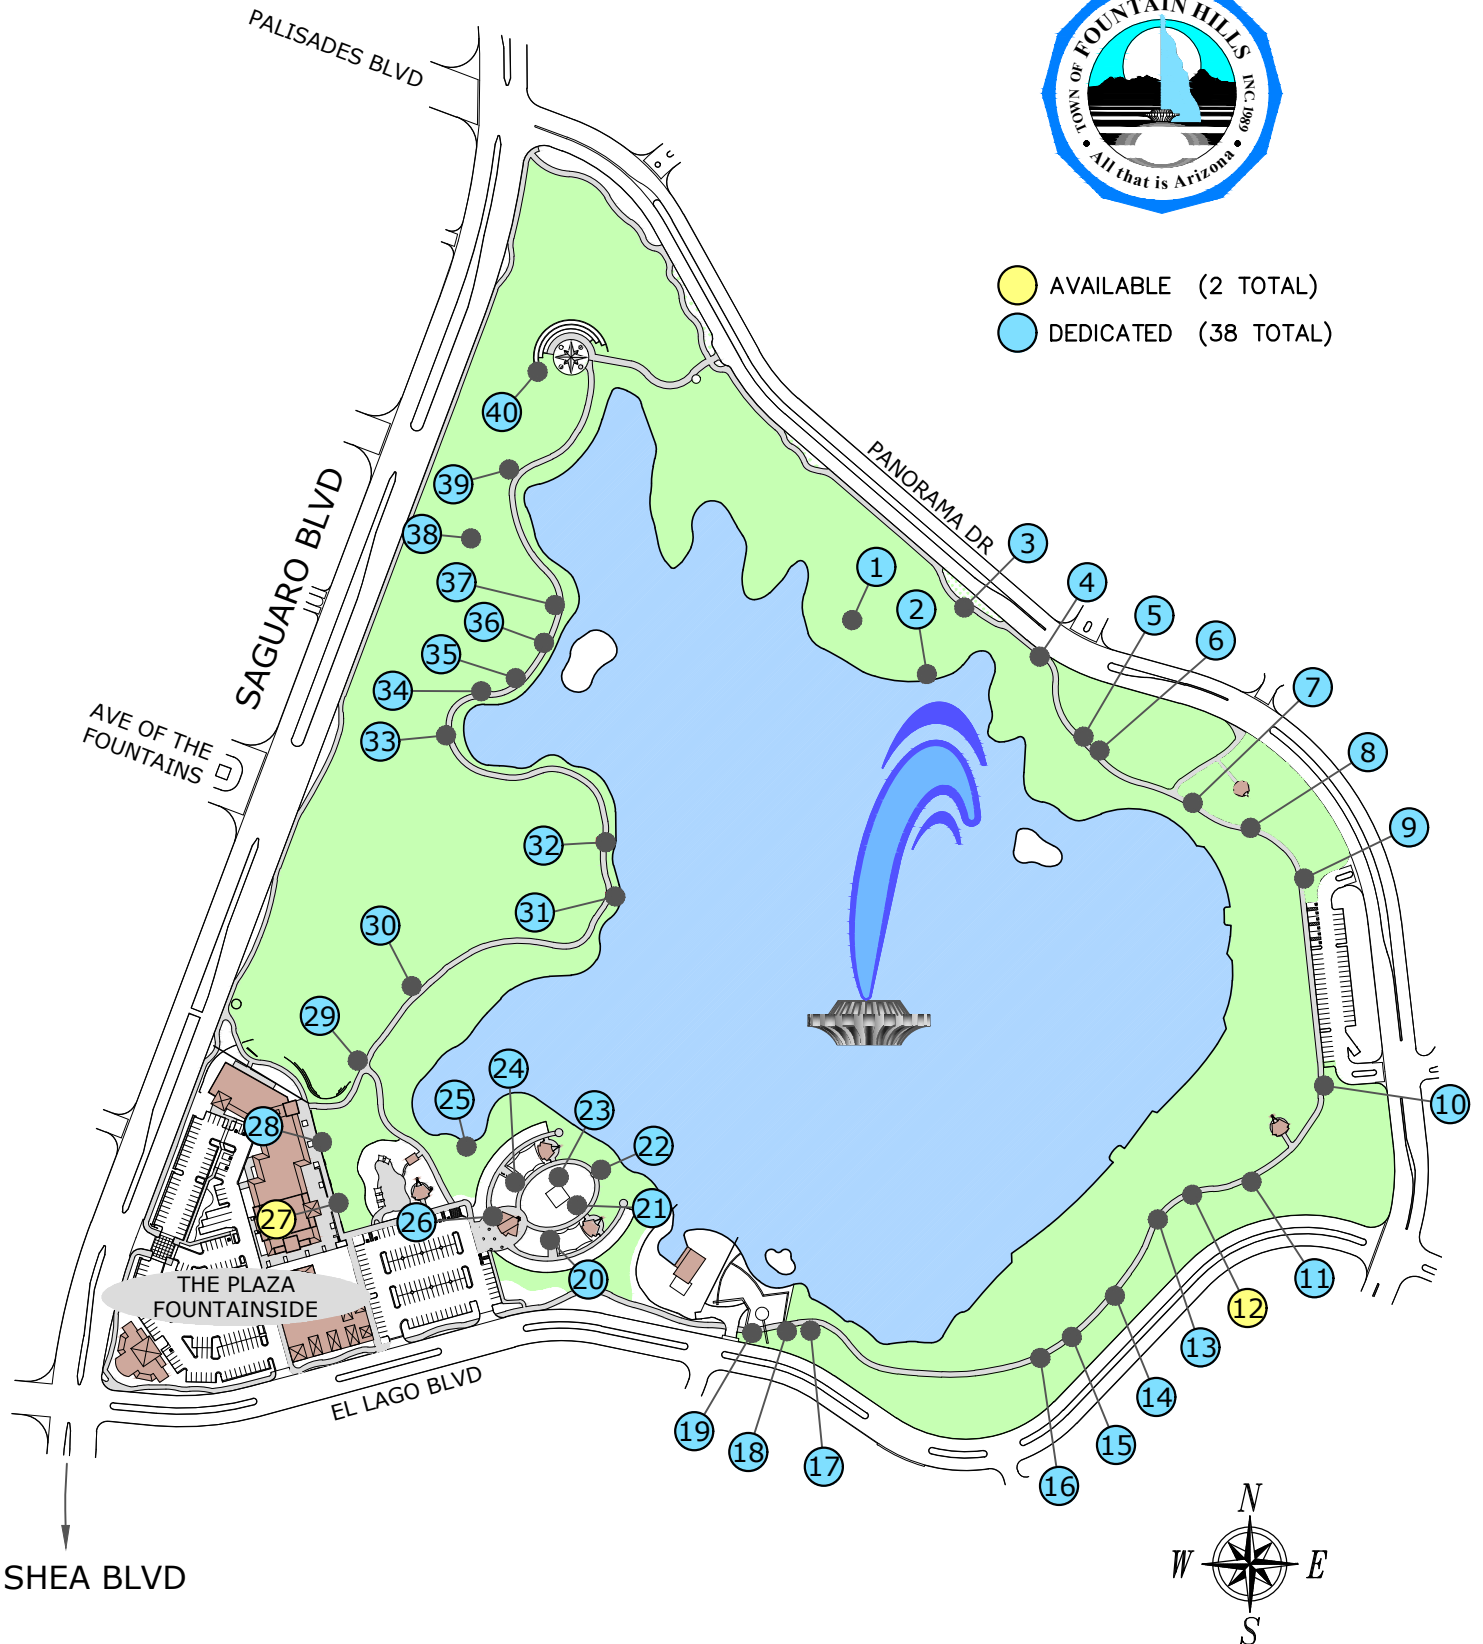 PALISADES BLVD
TOWN OF FOUNTAIN HILLS INC. 1989
All that is Arizona
AVAILABLE (2 TOTAL)
DEDICATED (38 TOTAL)
40
SAGUARO BLVD
PANORAMA DR
39
38
37
36
35
34
33
1
2
3
4
5
6
7
8
9
AVE OF THE
FOUNTAINS
32
31
30
29
28
27
26
25
24
23
22
21
20
10
11
12
13
14
15
16
17
18
19
THE PLAZA
FOUNTAINSIDE
EL LAGO BLVD
SHEA BLVD
N
W E
S